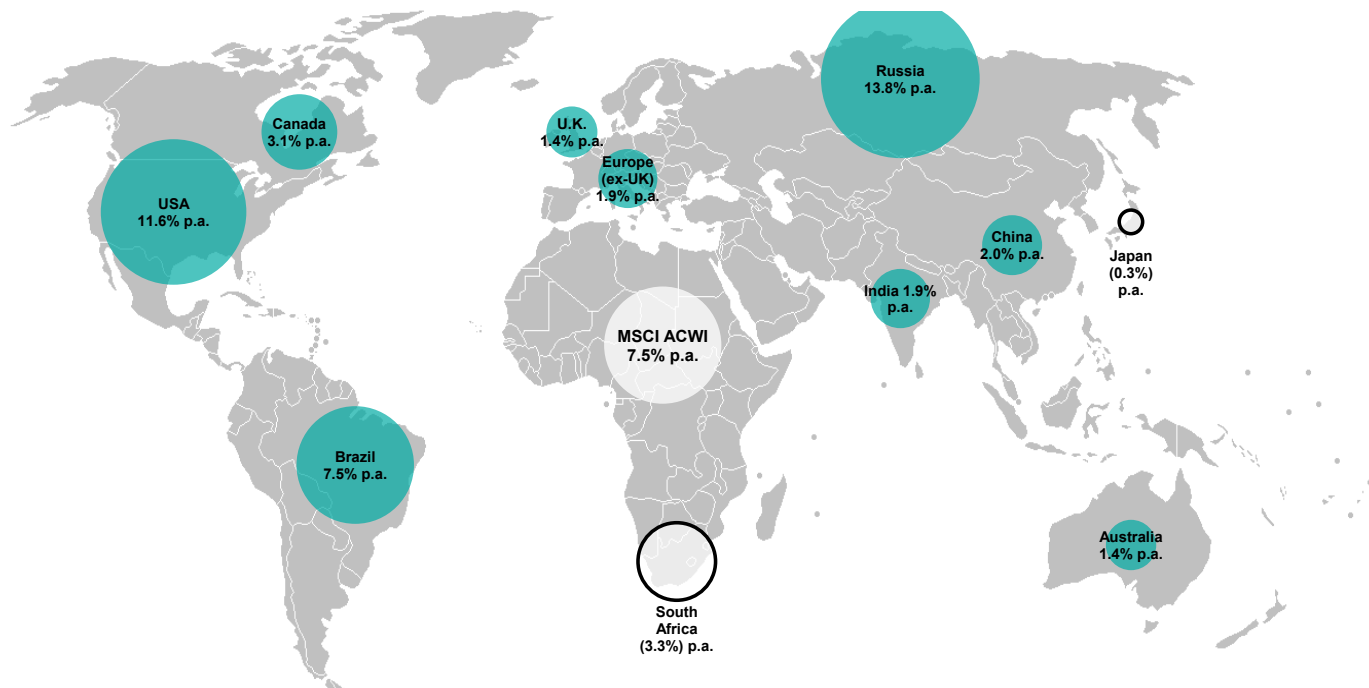 Russia
13.8% p.a.
Canada
3.1% p.a.
U.K.
1.4% p.a.
Europe
(ex-UK)
1.9% p.a.
USA
11.6% p.a.
China
2.0% p.a.
Japan
(0.3%)
p.a.
India 1.9%
p.a.
MSCI ACWI
7.5% p.a.
Brazil
7.5% p.a.
Australia
1.4% p.a.
South
Africa
(3.3%) p.a.